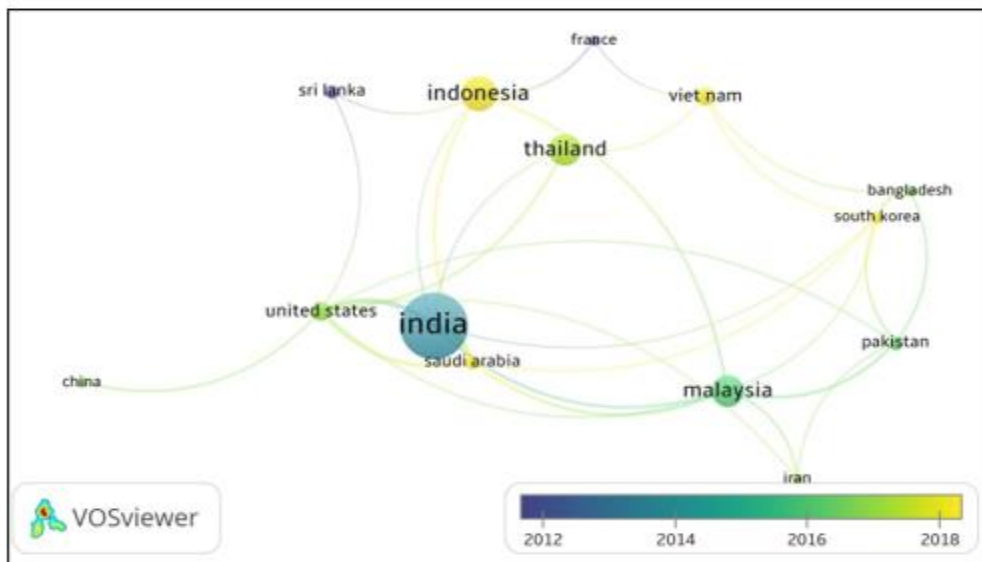 france
sri lanka
indonesia
viet nam
thailand
bangladesh
south korea
united states
india
pakistan
saudi arabia
china
malaysia
iran
VOSviewer
2012
2014
2016
2018